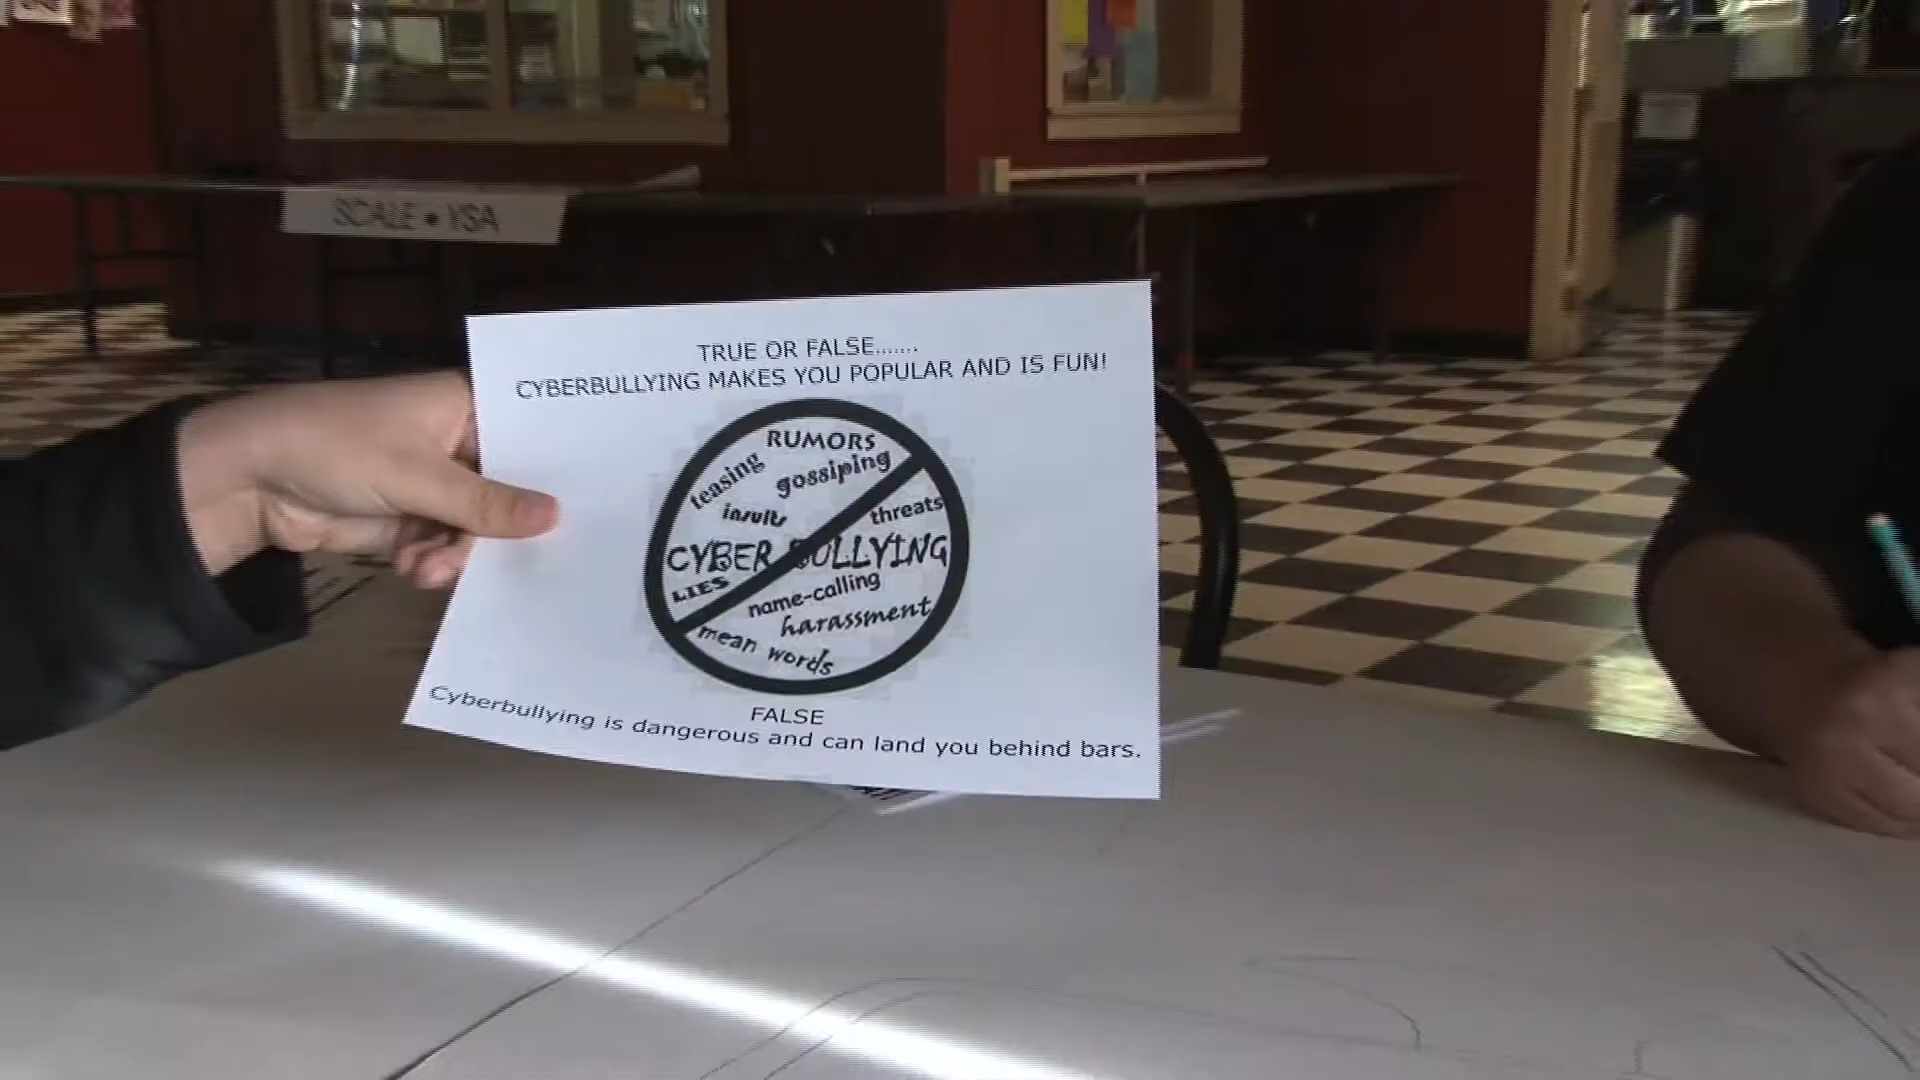 SCALE • YSA
TRUE OR FALSE.......
CYBERBULLYING MAKES YOU POPULAR AND IS FUN!
RUMORS
teasing
gossiping
insults
threats
CYBER BULLYING
LIES
name-calling
harassment
mean words
FALSE
Cyberbullying is dangerous and can land you behind bars.